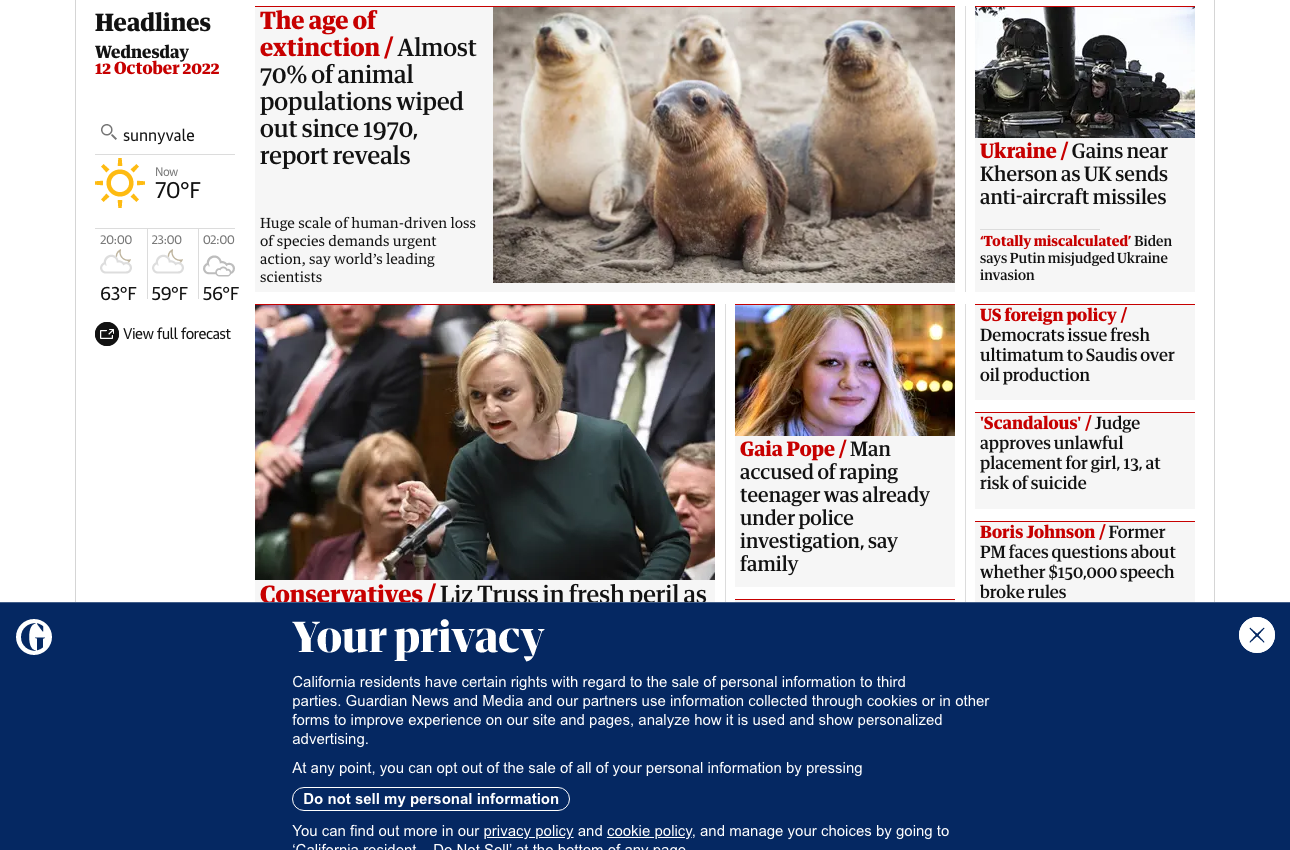 Headlines
Wednesday
12 October 2022
sunnyvale
Now
70°F
20:00
23:00
02:00
63°F
59°F
56°F
View full forecast
The age of
extinction / Almost
70% of animal
populations wiped
out since 1970,
report reveals
Huge scale of human-driven loss
of species demands urgent
action, say world’s leading
scientists
Ukraine / Gains near
Kherson as UK sends
anti-aircraft missiles
‘Totally miscalculated’ Biden
says Putin misjudged Ukraine
invasion
Conservatives / Liz Truss in fresh peril as
Gaia Pope / Man
accused of raping
teenager was already
under police
investigation, say
family
US foreign policy /
Democrats issue fresh
ultimatum to Saudis over
oil production
'Scandalous' / Judge
approves unlawful
placement for girl, 13, at
risk of suicide
Boris Johnson / Former
PM faces questions about
whether $150,000 speech
broke rules
G
Your privacy
California residents have certain rights with regard to the sale of personal information to third
parties. Guardian News and Media and our partners use information collected through cookies or in other
forms to improve experience on our site and pages, analyze how it is used and show personalized
advertising.
At any point, you can opt out of the sale of all of your personal information by pressing
Do not sell my personal information
You can find out more in our privacy policy and cookie policy, and manage your choices by going to
‘California resident – Do Not Sell’ at the bottom of any page